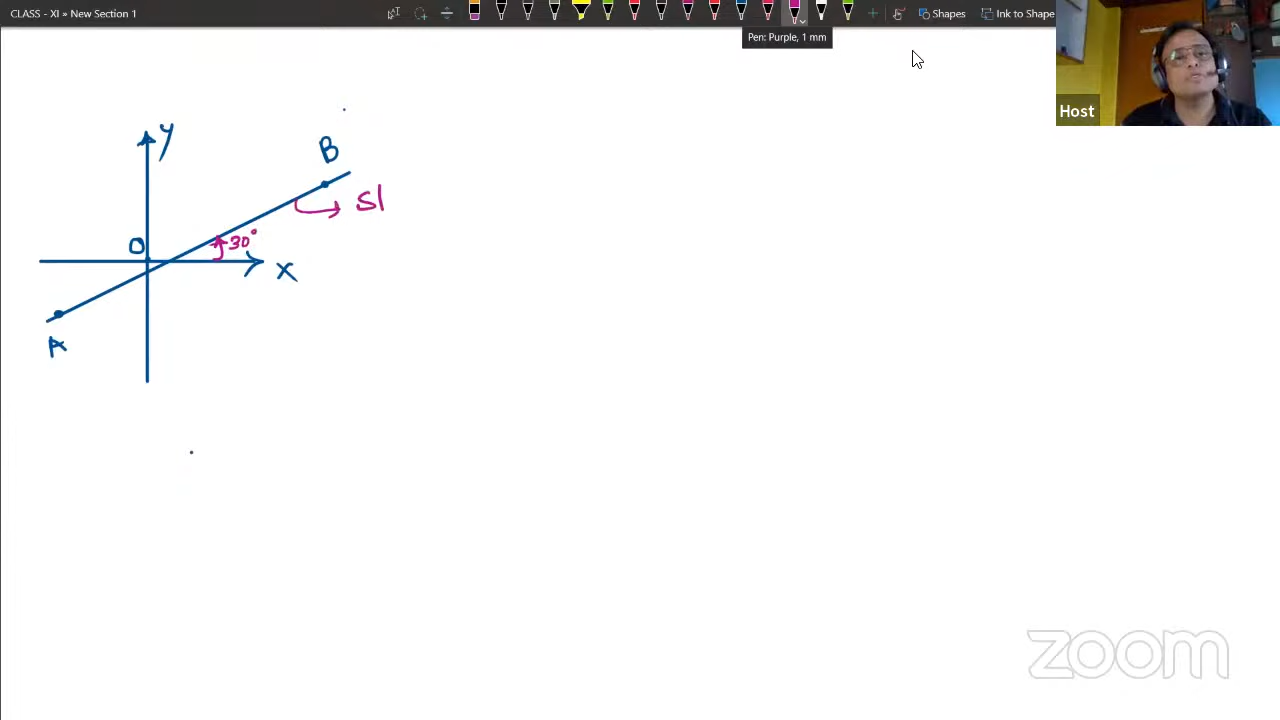 CLASS - XI » New Section 1
Shapes
Ink to Shape
Pen: Purple, 1 mm
Host
y
B
Sl
30°
O
X
A
zoom